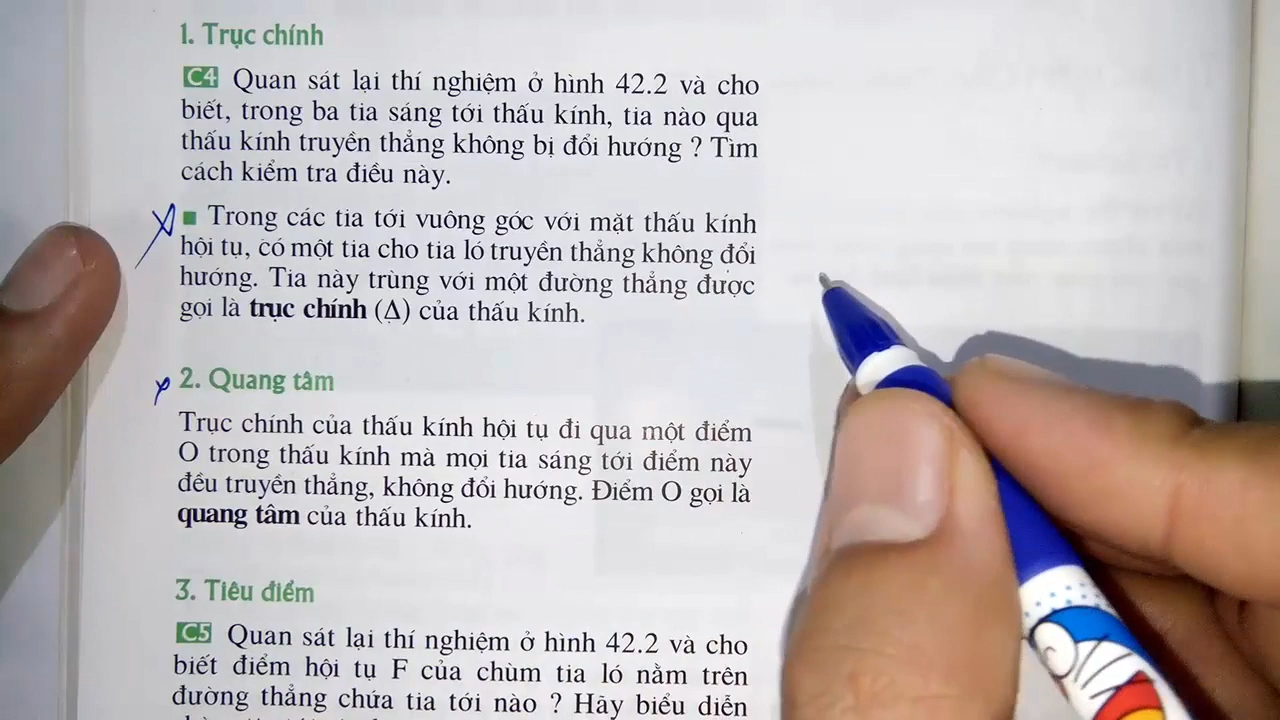 1. Trục chính
C4 Quan sát lại thí nghiệm ở hình 42.2 và cho
biết, trong ba tia sáng tới thấu kính, tia nào qua
thấu kính truyền thẳng không bị đổi hướng ? Tìm
cách kiểm tra điều này.
■ Trong các tia tới vuông góc với mặt thấu kính
hội tụ, có một tia cho tia ló truyền thẳng không đổi
hướng. Tia này trùng với một đường thẳng được
gọi là trục chính (Δ) của thấu kính.
2. Quang tâm
Trục chính của thấu kính hội tụ đi qua một điểm
O trong thấu kính mà mọi tia sáng tới điểm này
đều truyền thẳng, không đổi hướng. Điểm O gọi là
quang tâm của thấu kính.
3. Tiêu điểm
C5 Quan sát lại thí nghiệm ở hình 42.2 và cho
biết điểm hội tụ F của chùm tia ló nằm trên
đường thẳng chứa tia tới nào ? Hãy biểu diễn